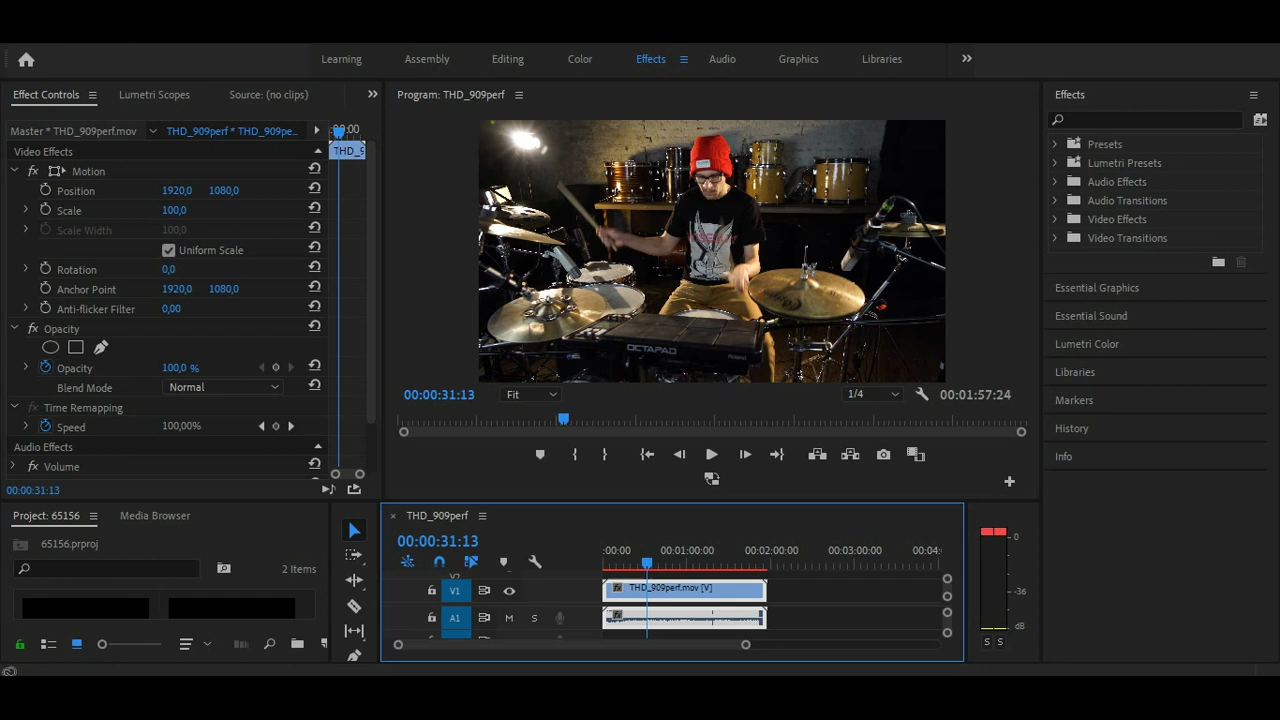 Learning Assembly Editing Color Effects Audio Graphics Libraries
Effect Controls Lumetri Scopes Source: (no clips)
Master * THD_909perf.mov THD_909perf * THD_909pe... :00:00
Video Effects THD_9
Motion
Position 1920,0 1080,0
Scale 100,0
Scale Width 100,0
Uniform Scale
Rotation 0,0
Anchor Point 1920,0 1080,0
Anti-flicker Filter 0,00
Opacity
Opacity 100,0 %
Blend Mode Normal
Time Remapping
Speed 100,00%
Audio Effects
Volume
00:00:31:13
Program: THD_909perf
OCTAPAD
Roland
00:00:31:13 Fit 1/4 00:01:57:24
Effects
Presets
Lumetri Presets
Audio Effects
Audio Transitions
Video Effects
Video Transitions
Essential Graphics
Essential Sound
Lumetri Color
Libraries
Markers
History
Info
Project: 65156 Media Browser
65156.prproj
2 Items
THD_909perf
00:00:31:13
:00:00 00:01:00:00 00:02:00:00 00:03:00:00 00:04:
V1 THD_909perf.mov [V]
A1 M S
0
-36
dB
S S